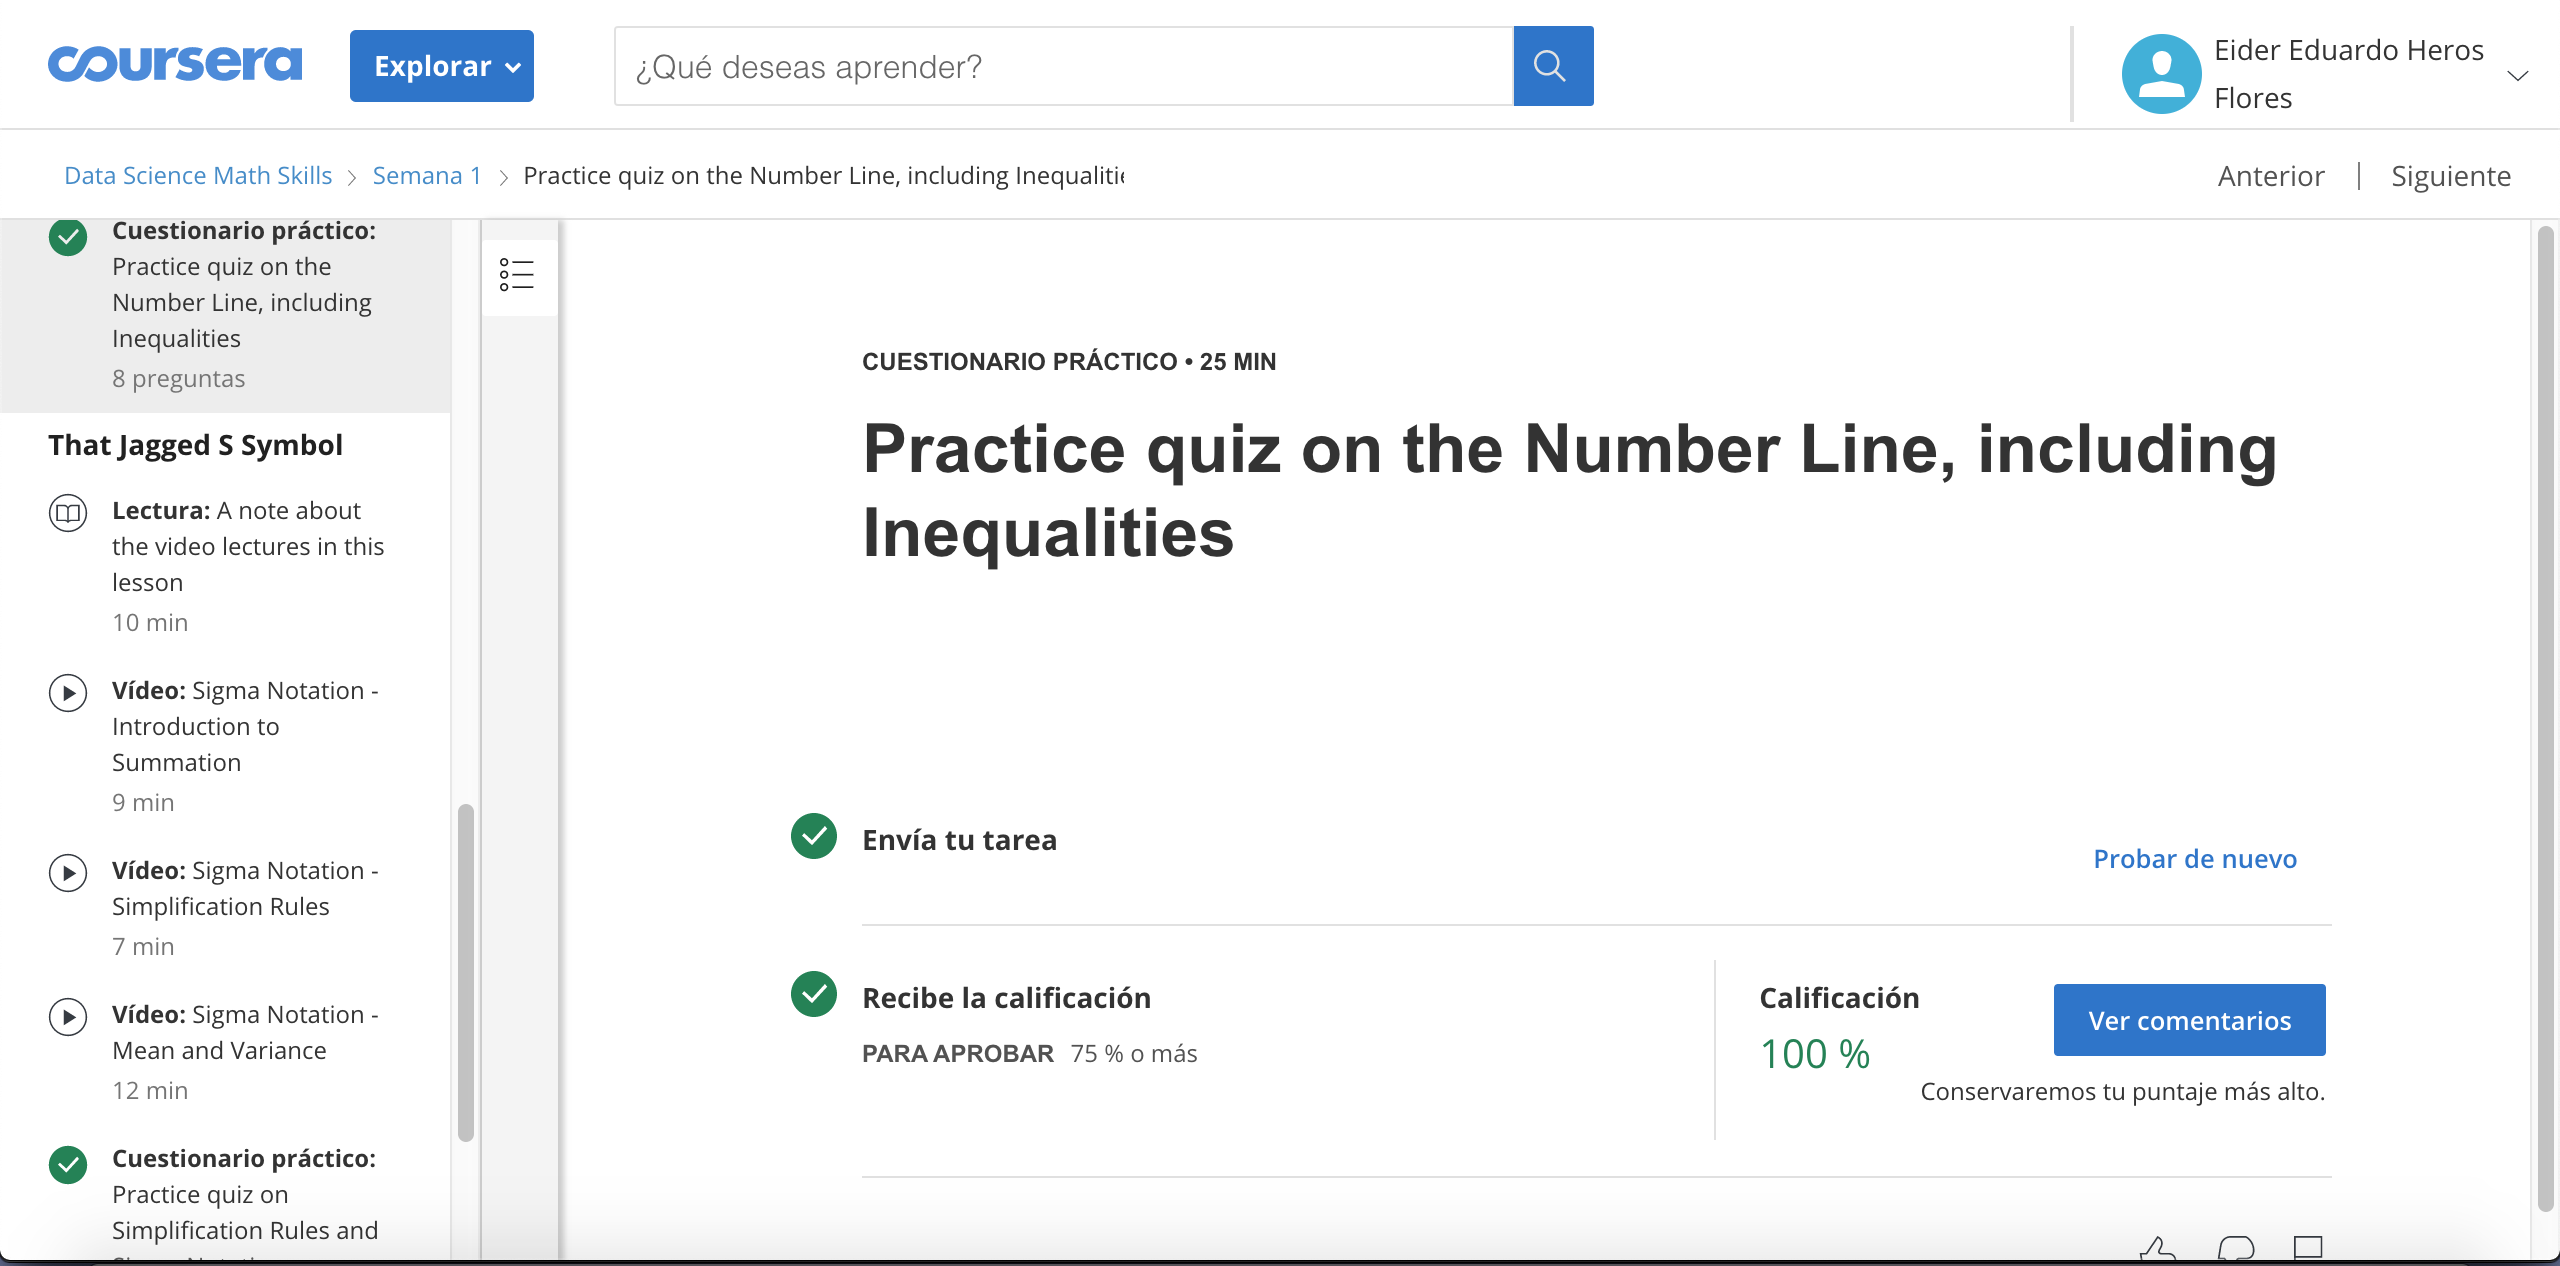 coursera
Explorar
¿Qué deseas aprender?
Eider Eduardo Heros
Flores
Data Science Math Skills
Semana 1
Practice quiz on the Number Line, including
Anterior
Siguiente
Cuestionario práctico:
Practice quiz on the
Number Line, including
Inequalities
8 preguntas
That Jagged S Symbol
Lectura: A note about
the video lectures in this
lesson
10 min
Vídeo: Sigma Notation -
Introduction to
Summation
9 min
Vídeo: Sigma Notation -
Simplification Rules
7 min
Vídeo: Sigma Notation -
Mean and Variance
12 min
Cuestionario práctico:
Practice quiz on
Simplification Rules and
CUESTIONARIO PRÁCTICO • 25 MIN
Practice quiz on the Number Line, including
Inequalities
Envía tu tarea
Probar de nuevo
Recibe la calificación
PARA APROBAR 75 % o más
Calificación
100 %
Ver comentarios
Conservaremos tu puntaje más alto.